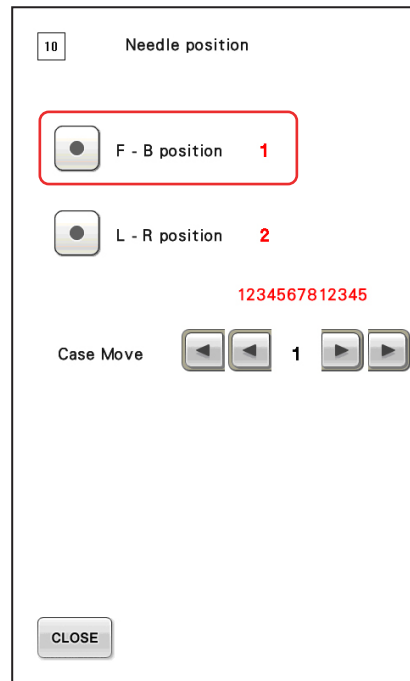 10 Needle position
F - B position 1
L - R position 2
1234567812345
Case Move 1
CLOSE